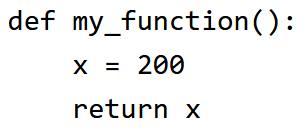 def my_function():
    x = 200
    return x